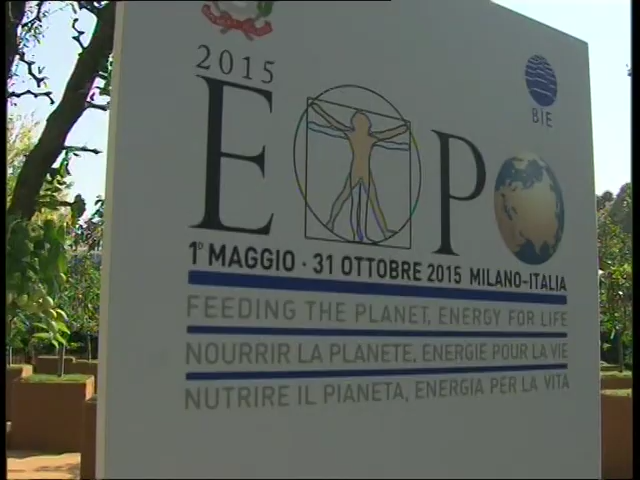 2015
BIE
EXPO
1° MAGGIO · 31 OTTOBRE 2015 MILANO-ITALIA
FEEDING THE PLANET, ENERGY FOR LIFE
NOURRIR LA PLANETE, ENERGIE POUR LA VIE
NUTRIRE IL PIANETA, ENERGIA PER LA VITA